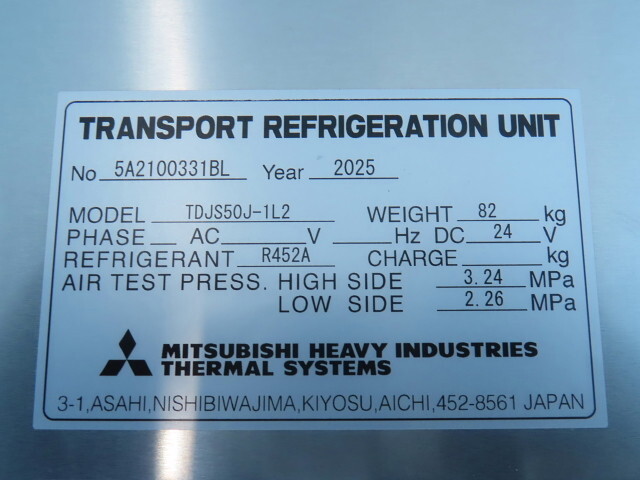 TRANSPORT REFRIGERATION UNIT
No 5A2100331BL Year 2025
MODEL TDJS50J-1L2 WEIGHT 82 kg
PHASE AC V Hz DC 24 V
REFRIGERANT R452A CHARGE kg
AIR TEST PRESS. HIGH SIDE 3.24 MPa
LOW SIDE 2.26 MPa
MITSUBISHI HEAVY INDUSTRIES
THERMAL SYSTEMS
3-1,ASAHI,NISHIBIWAJIMA,KIYOSU,AICHI,452-8561 JAPAN